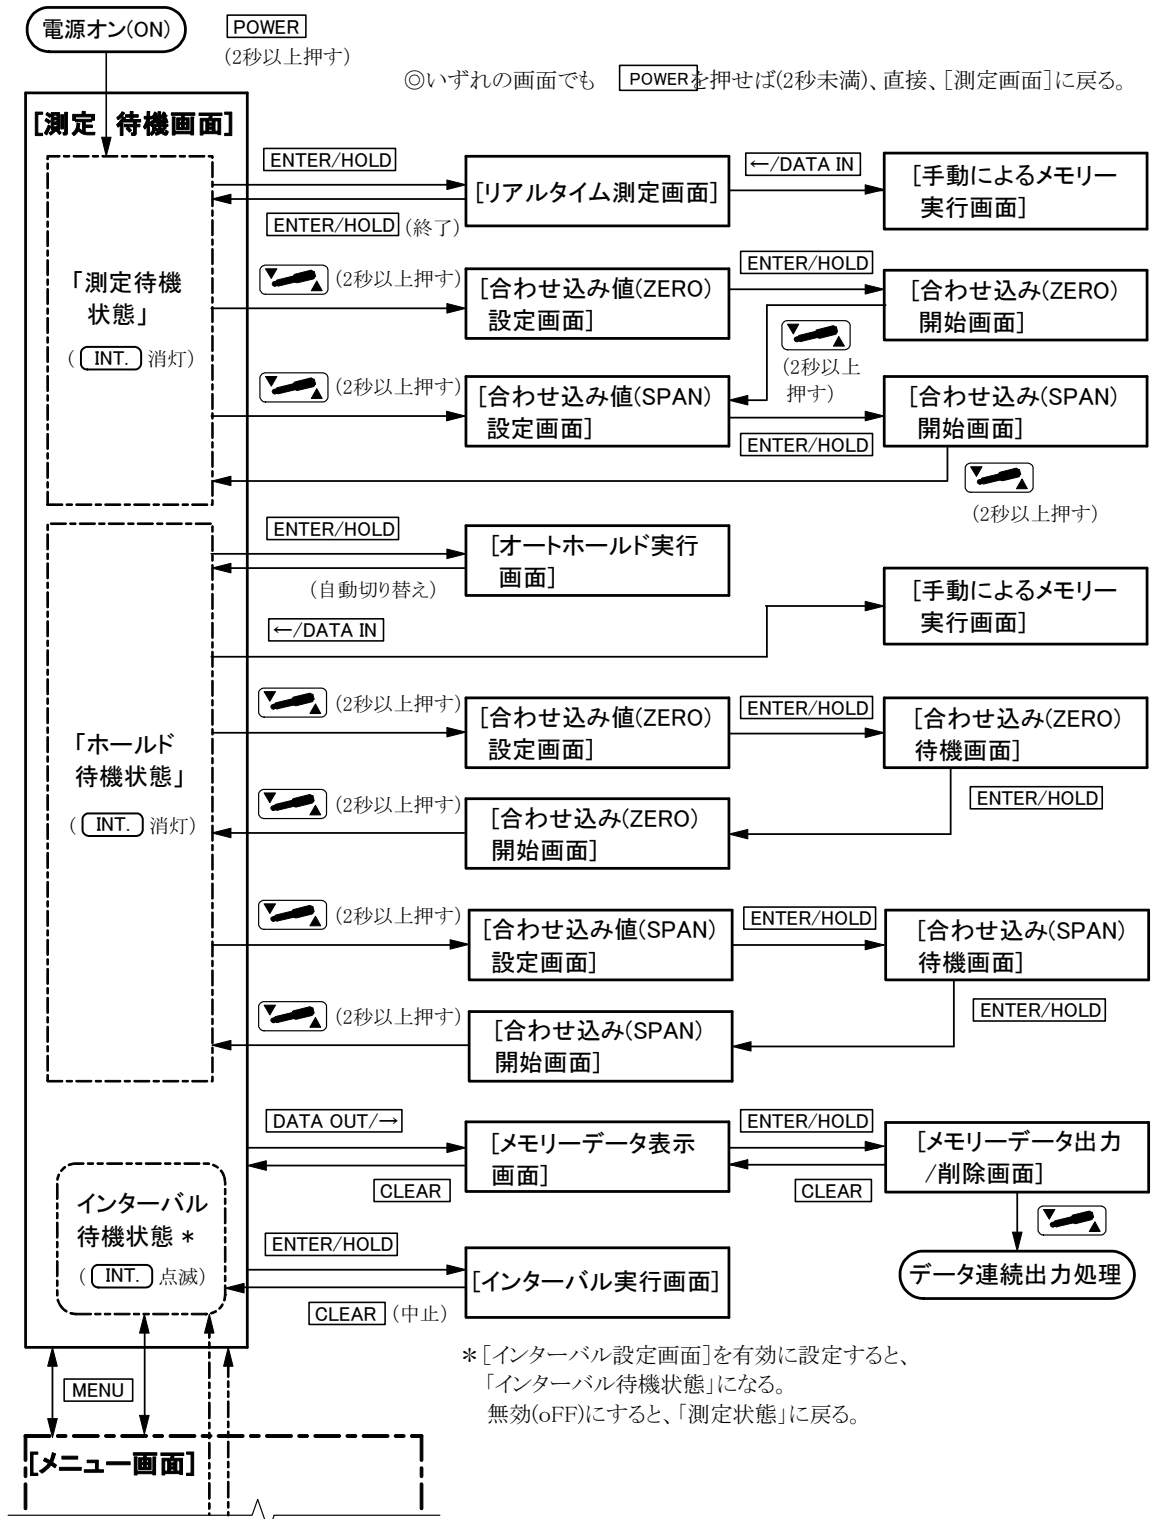 電源オン(ON)
POWER
(2秒以上押す)
◎いずれの画面でも POWERを押せば(2秒未満)、直接、[測定画面]に戻る。
[測定 待機画面]
ENTER/HOLD
[リアルタイム測定画面]
←/DATA IN
[手動によるメモリー
実行画面]
ENTER/HOLD (終了)
「測定待機
状態」
( INT. 消灯)
(2秒以上押す)
[合わせ込み値(ZERO)
設定画面]
ENTER/HOLD
[合わせ込み(ZERO)
開始画面]
(2秒以上
押す)
(2秒以上押す)
[合わせ込み値(SPAN)
設定画面]
ENTER/HOLD
[合わせ込み(SPAN)
開始画面]
(2秒以上押す)
ENTER/HOLD
[オートホールド実行
画面]
(自動切り替え)
←/DATA IN
[手動によるメモリー
実行画面]
「ホールド
待機状態」
( INT. 消灯)
(2秒以上押す)
[合わせ込み値(ZERO)
設定画面]
ENTER/HOLD
[合わせ込み(ZERO)
待機画面]
ENTER/HOLD
(2秒以上押す)
[合わせ込み(ZERO)
開始画面]
(2秒以上押す)
[合わせ込み値(SPAN)
設定画面]
ENTER/HOLD
[合わせ込み(SPAN)
待機画面]
ENTER/HOLD
(2秒以上押す)
[合わせ込み(SPAN)
開始画面]
DATA OUT/→
[メモリーデータ表示
画面]
ENTER/HOLD
[メモリーデータ出力
/削除画面]
CLEAR
CLEAR
データ連続出力処理
インターバル
待機状態 *
( INT. 点滅)
ENTER/HOLD
[インターバル実行画面]
CLEAR (中止)
*[インターバル設定画面]を有効に設定すると、
「インターバル待機状態」になる。
無効(oFF)にすると、「測定状態」に戻る。
MENU
[メニュー画面]